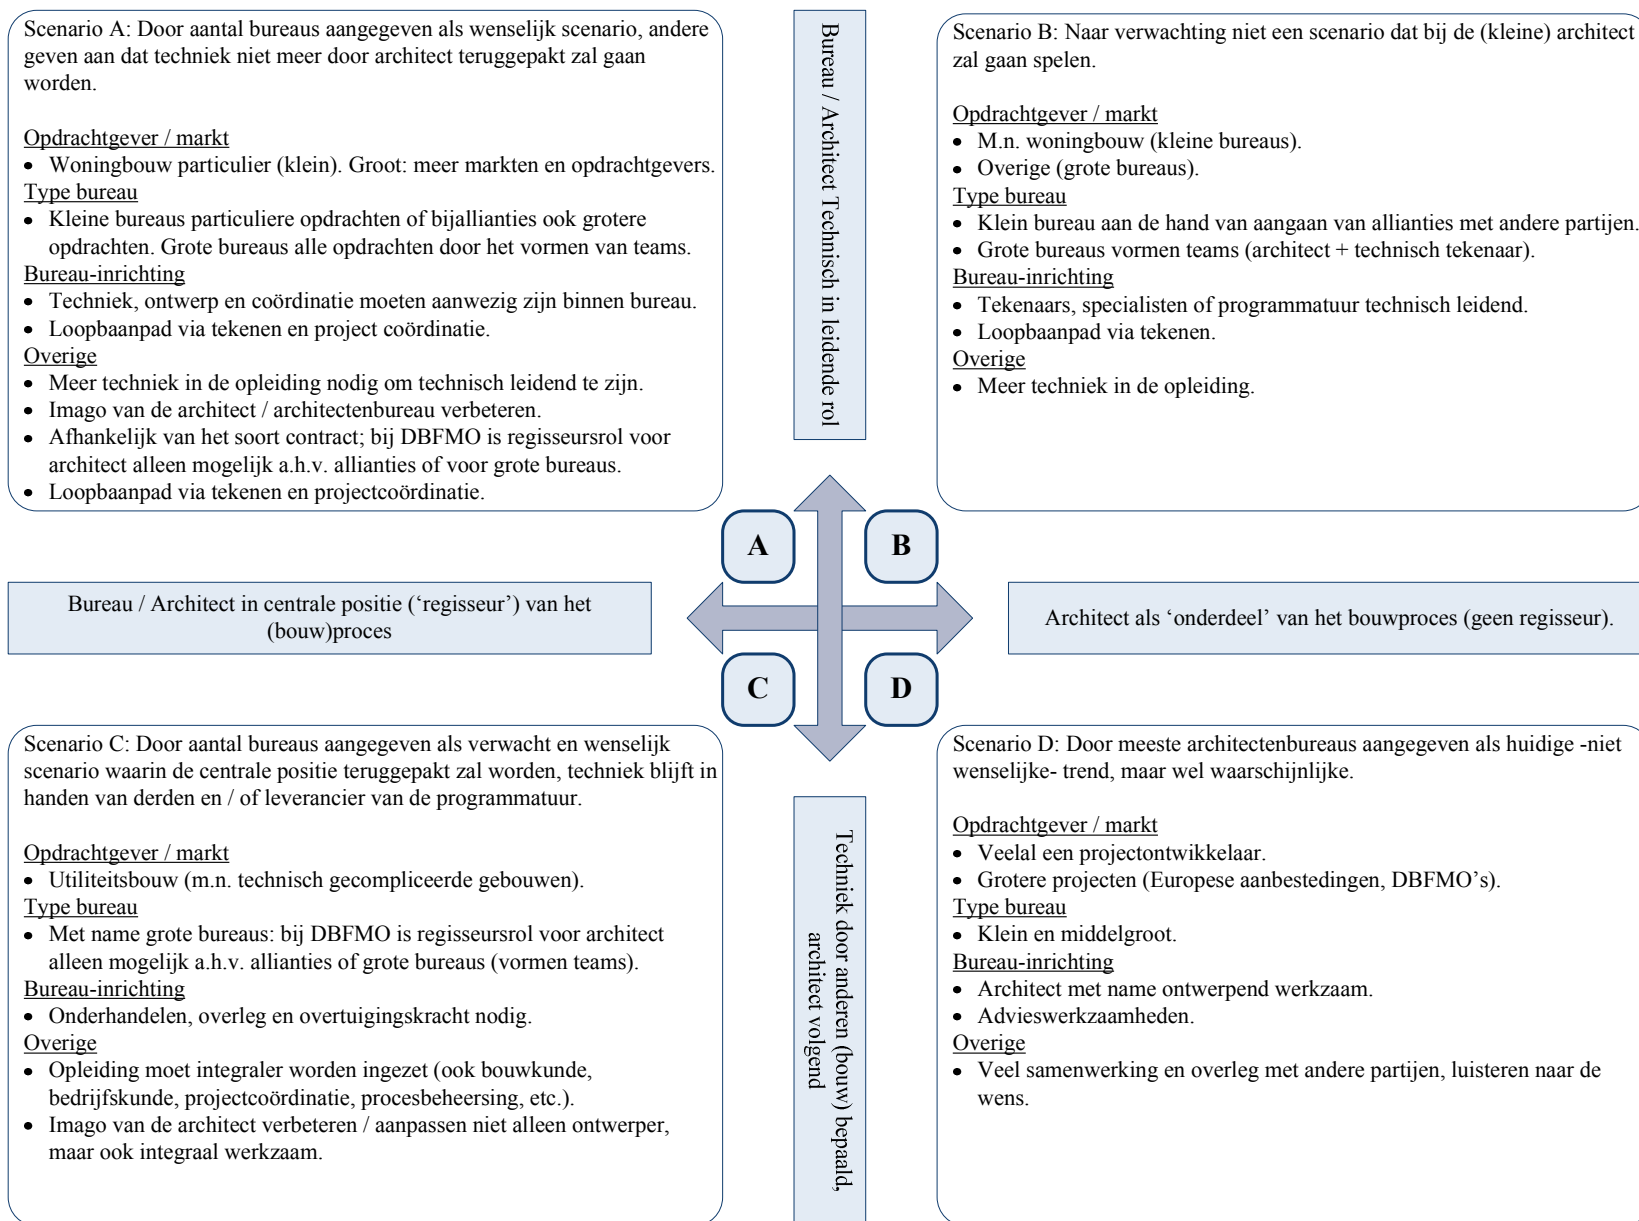 Scenario A: Door aantal bureaus aangegeven als wenselijk scenario, andere
geven aan dat techniek niet meer door architect teruggepakt zal gaan
worden.
Opdrachtgever / markt
• Woningbouw particulier (klein). Groot: meer markten en opdrachtgevers.
Type bureau
• Kleine bureaus particuliere opdrachten of bijallianties ook grotere
opdrachten. Grote bureaus alle opdrachten door het vormen van teams.
Bureau-inrichting
• Techniek, ontwerp en coördinatie moeten aanwezig zijn binnen bureau.
• Loopbaanpad via tekenen en project coördinatie.
Overige
• Meer techniek in de opleiding nodig om technisch leidend te zijn.
• Imago van de architect / architectenbureau verbeteren.
• Afhankelijk van het soort contract; bij DBFMO is regisseursrol voor
architect alleen mogelijk a.h.v. allianties of voor grote bureaus.
• Loopbaanpad via tekenen en projectcoördinatie.
Bureau / Architect Technisch in leidende rol
Scenario B: Naar verwachting niet een scenario dat bij de (kleine) architect
zal gaan spelen.
Opdrachtgever / markt
• M.n. woningbouw (kleine bureaus).
• Overige (grote bureaus).
Type bureau
• Klein bureau aan de hand van aangaan van allianties met andere partijen.
• Grote bureaus vormen teams (architect + technisch tekenaar).
Bureau-inrichting
• Tekenaars, specialisten of programmatuur technisch leidend.
• Loopbaanpad via tekenen.
Overige
• Meer techniek in de opleiding.
A
B
Bureau / Architect in centrale positie (‘regisseur’) van het
(bouw)proces
Architect als ‘onderdeel’ van het bouwproces (geen regisseur).
C
D
Scenario C: Door aantal bureaus aangegeven als verwacht en wenselijk
scenario waarin de centrale positie teruggepakt zal worden, techniek blijft in
handen van derden en / of leverancier van de programmatuur.
Opdrachtgever / markt
• Utiliteitsbouw (m.n. technisch gecompliceerde gebouwen).
Type bureau
• Met name grote bureaus: bij DBFMO is regisseursrol voor architect
alleen mogelijk a.h.v. allianties of grote bureaus (vormen teams).
Bureau-inrichting
• Onderhandelen, overleg en overtuigingskracht nodig.
Overige
• Opleiding moet integraler worden ingezet (ook bouwkunde,
bedrijfskunde, projectcoördinatie, procesbeheersing, etc.).
• Imago van de architect verbeteren / aanpassen niet alleen ontwerper,
maar ook integraal werkzaam.
Techniek door anderen (bouw) bepaald,
architect volgend
Scenario D: Door meeste architectenbureaus aangegeven als huidige -niet
wenselijke- trend, maar wel waarschijnlijke.
Opdrachtgever / markt
• Veelal een projectontwikkelaar.
• Grotere projecten (Europese aanbestedingen, DBFMO’s).
Type bureau
• Klein en middelgroot.
Bureau-inrichting
• Architect met name ontwerpend werkzaam.
• Advieswerkzaamheden.
Overige
• Veel samenwerking en overleg met andere partijen, luisteren naar de
wens.